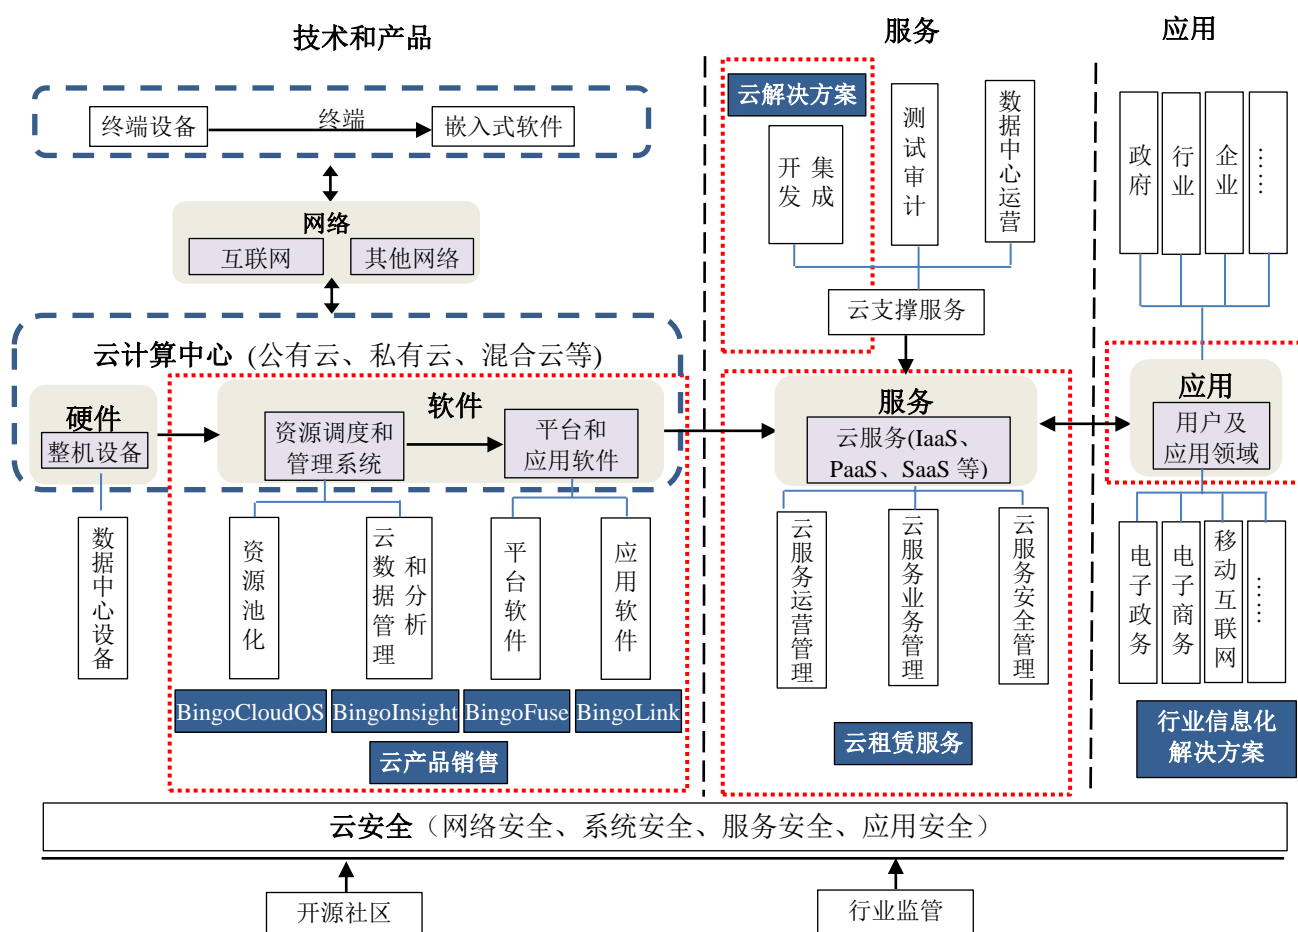 技术和产品
服务
应用
终端设备
终端
嵌入式软件
网络
互联网
其他网络
云计算中心 (公有云、私有云、混合云等)
硬件
整机设备
软件
资源调度和
管理系统
平台和
应用软件
数据中心设备
资源池化
云数据管理
和分析
平台软件
应用软件
BingoCloudOS
BingoInsight
BingoFuse
BingoLink
云产品销售
云解决方案
开发
集成
测试审计
数据中心运营
云支撑服务
服务
云服务(IaaS、
PaaS、SaaS 等)
云服务运营管理
云服务业务管理
云服务安全管理
云租赁服务
政府
行业
企业
……
应用
用户及
应用领域
电子政务
电子商务
移动互联网
……
行业信息化
解决方案
云安全（网络安全、系统安全、服务安全、应用安全）
开源社区
行业监管